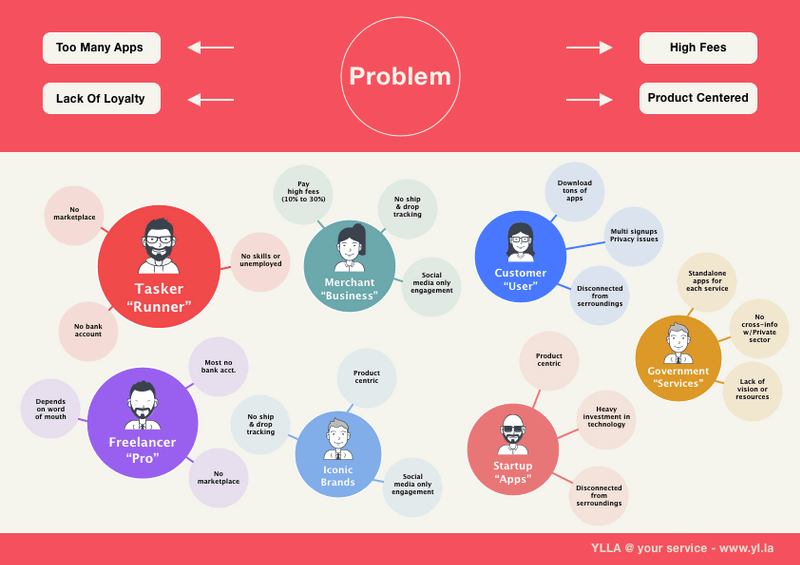 Too Many Apps
Lack Of Loyalty
Problem
High Fees
Product Centered
No
marketplace
No skills or
unemployed
No bank
account
Tasker
“Runner”
Pay
high fees
(10% to 30%)
No ship
& drop
tracking
Social
media only
engagement
Merchant
“Business”
Download
tons of
apps
Multi signups
Privacy issues
Disconnected
from
serroundings
Customer
“User”
Standalone
apps for
each service
No
cross-info
w/Private
sector
Lack of
vision or
resources
Government
“Services”
Most no
bank acct.
Depends
on word
of mouth
No
marketplace
Freelancer
“Pro”
Product
centric
No ship
& drop
tracking
Social
media only
engagement
Iconic
Brands
Product
centric
Heavy
investment in
technology
Disconnected
from
serroundings
Startup
“Apps”
YLLA @ your service - www.yl.la